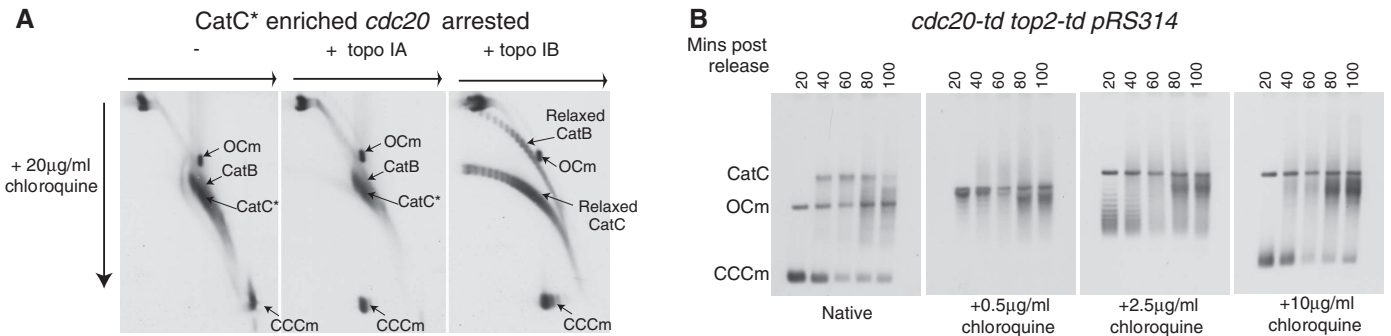 A
CatC* enriched cdc20 arrested
-
+ topo IA
+ topo IB
+ 20µg/ml
chloroquine
OCm
CatB
CatC*
CCCm
OCm
CatB
CatC*
CCCm
Relaxed
CatB
OCm
Relaxed
CatC
CCCm
B
cdc20-td top2-td pRS314
Mins post
release
20 40 60 80 100
20 40 60 80 100
20 40 60 80 100
20 40 60 80 100
CatC
OCm
CCCm
Native
+0.5µg/ml
chloroquine
+2.5µg/ml
chloroquine
+10µg/ml
chloroquine